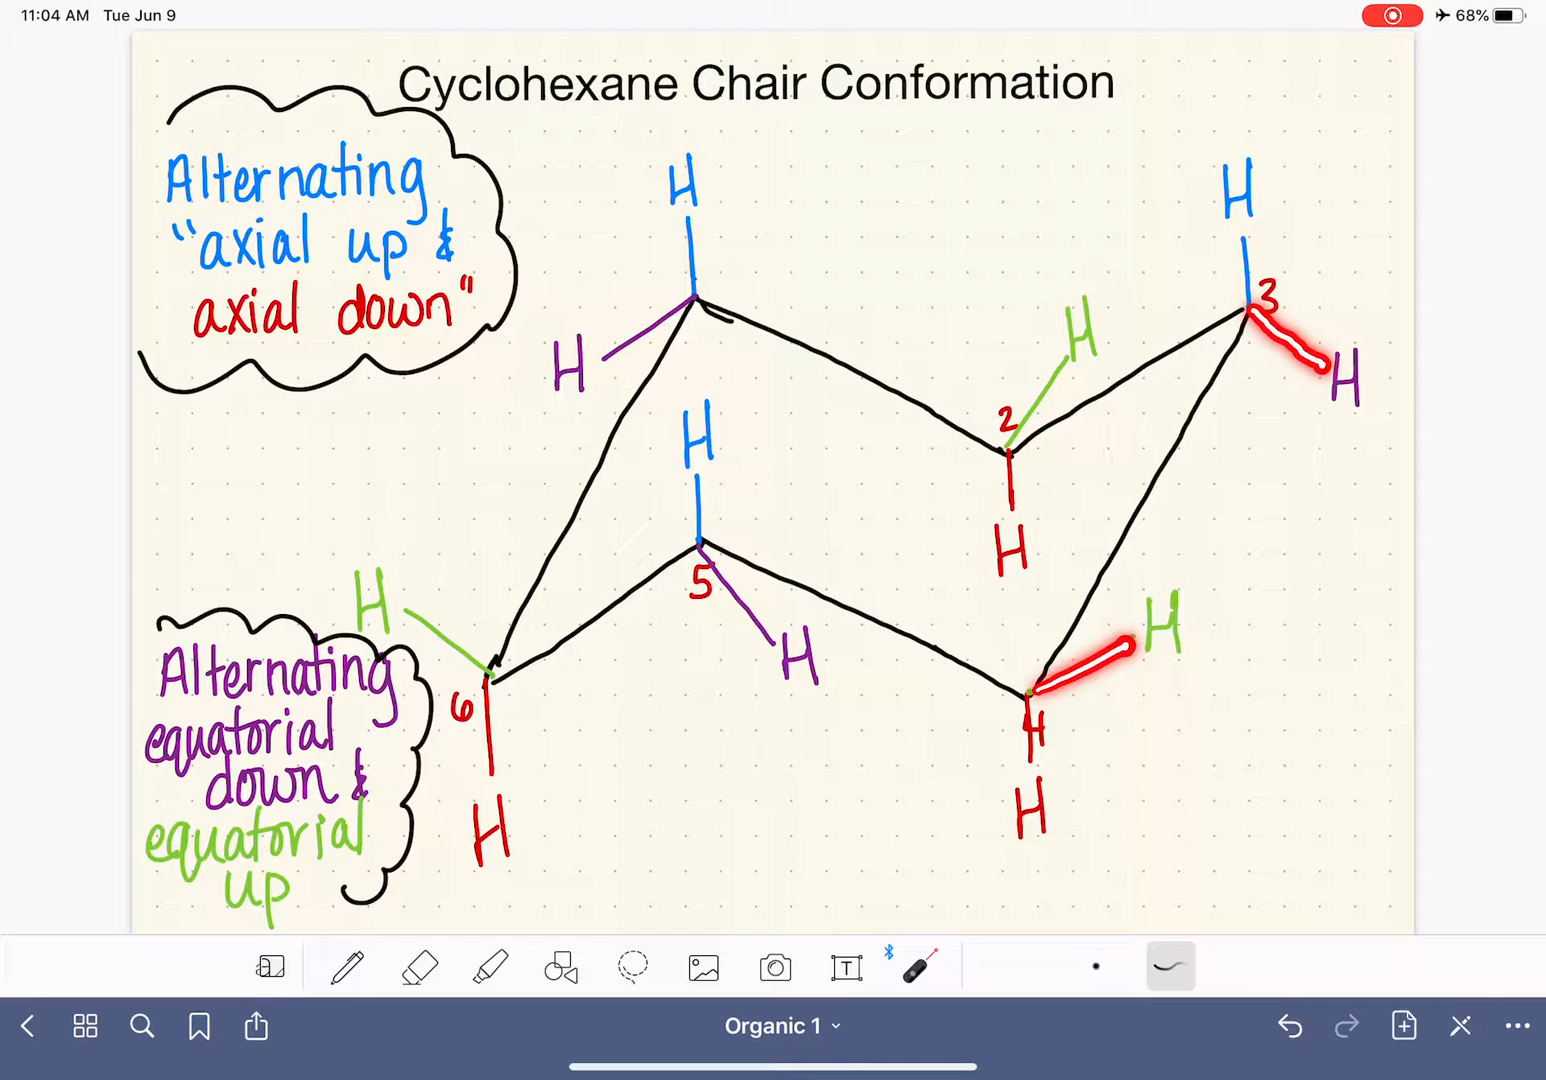 11:04 AM Tue Jun 9
68%
Cyclohexane Chair Conformation
Alternating
"axial up &
axial down"
H
H
3
H
H
H
2
H
H
5
H
H
H
H
4
6
H
H
Alternating
equatorial
down &
equatorial
up
T
Organic 1